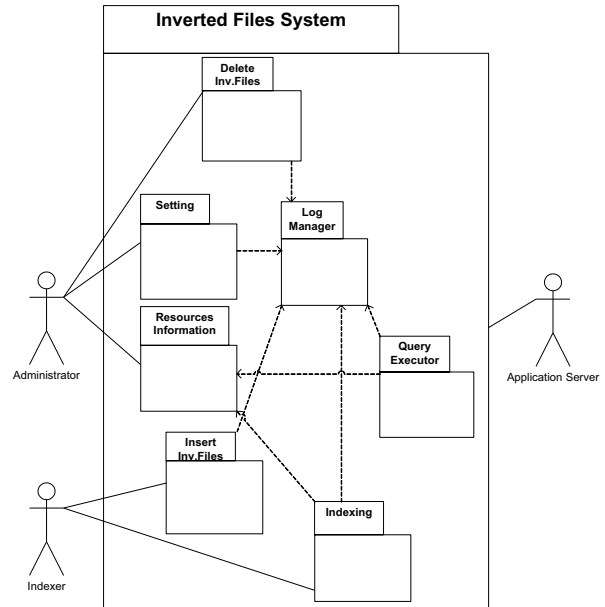 Inverted Files System
Delete
Inv.Files
Setting
Log
Manager
Resources
Information
Query
Executor
Administrator
Application Server
Insert
Inv.Files
Indexing
Indexer